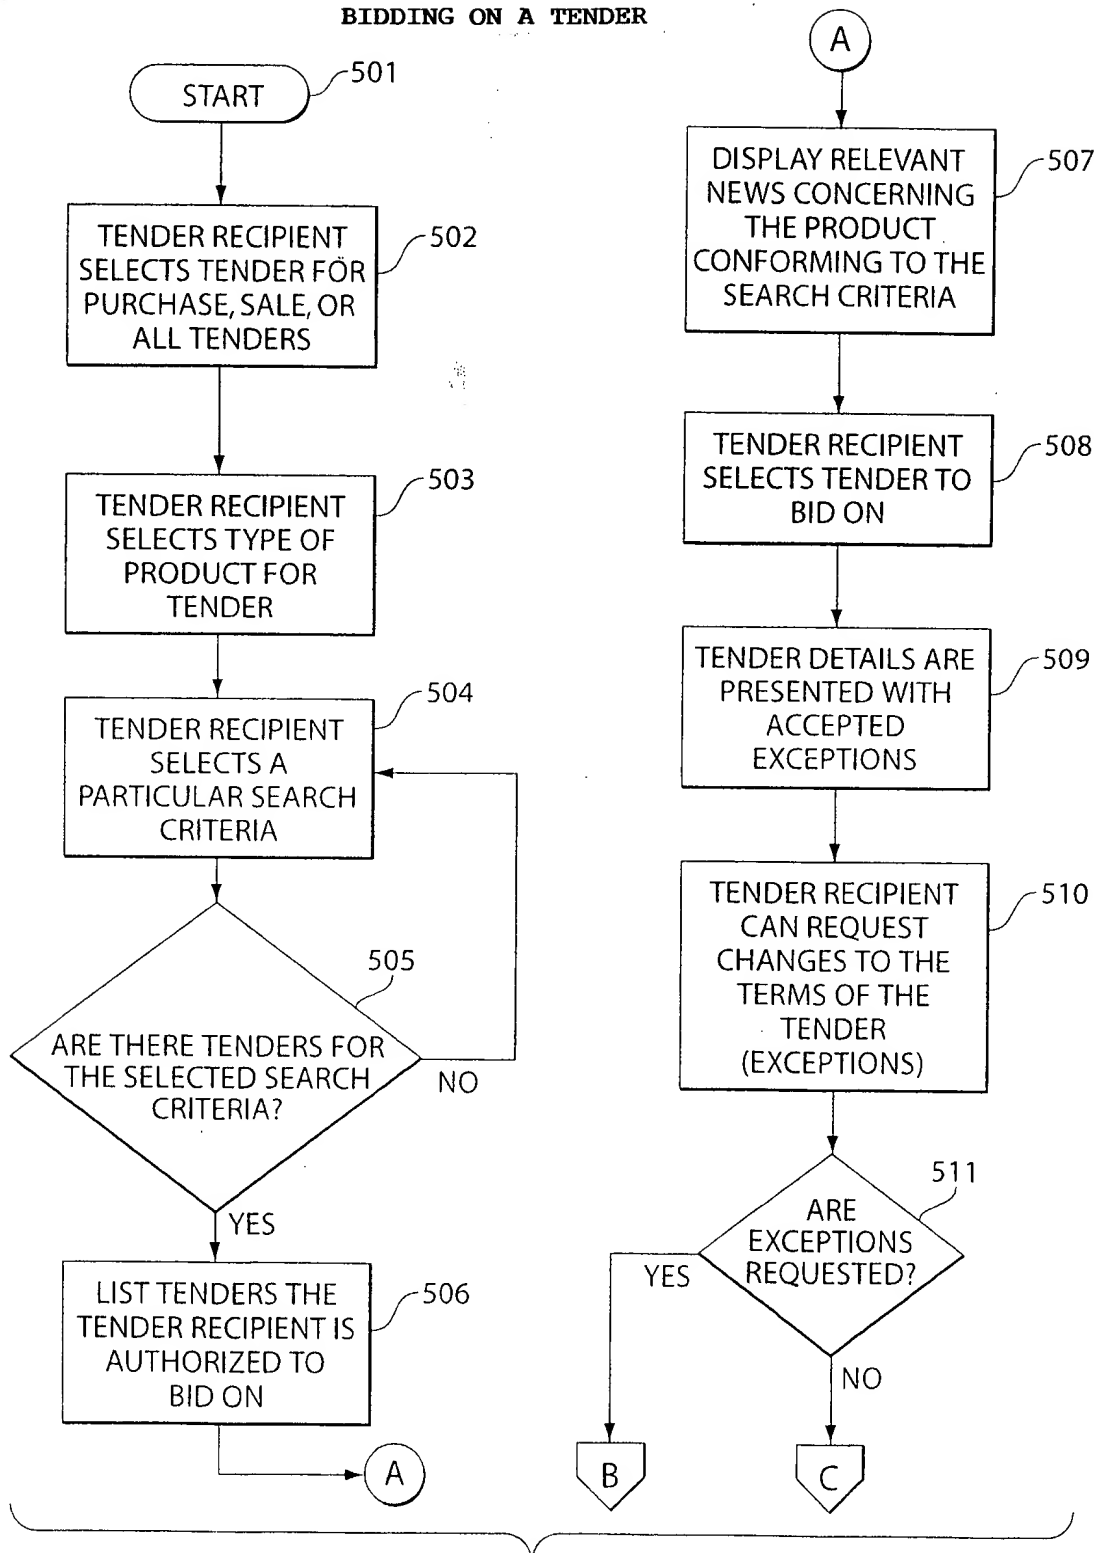 BIDDING ON A TENDER
START
501
TENDER RECIPIENT
SELECTS TENDER FOR
PURCHASE, SALE, OR
ALL TENDERS
502
TENDER RECIPIENT
SELECTS TYPE OF
PRODUCT FOR
TENDER
503
TENDER RECIPIENT
SELECTS A
PARTICULAR SEARCH
CRITERIA
504
505
ARE THERE TENDERS FOR
THE SELECTED SEARCH
CRITERIA?
NO
YES
LIST TENDERS THE
TENDER RECIPIENT IS
AUTHORIZED TO
BID ON
506
A
A
DISPLAY RELEVANT
NEWS CONCERNING
THE PRODUCT
CONFORMING TO THE
SEARCH CRITERIA
507
TENDER RECIPIENT
SELECTS TENDER TO
BID ON
508
TENDER DETAILS ARE
PRESENTED WITH
ACCEPTED
EXCEPTIONS
509
TENDER RECIPIENT
CAN REQUEST
CHANGES TO THE
TERMS OF THE
TENDER
(EXCEPTIONS)
510
511
ARE
EXCEPTIONS
REQUESTED?
YES
NO
B
C